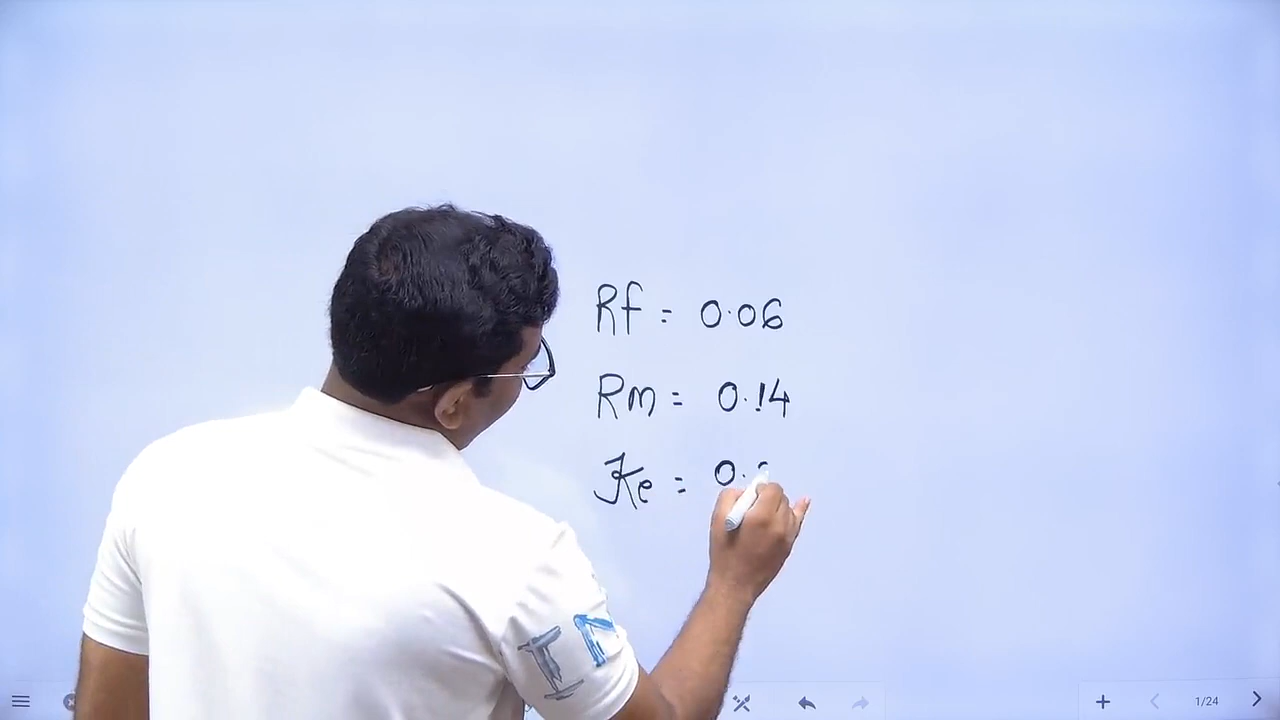 Rf = 0.06
Rm = 0.14
Ke = 0.
1/24